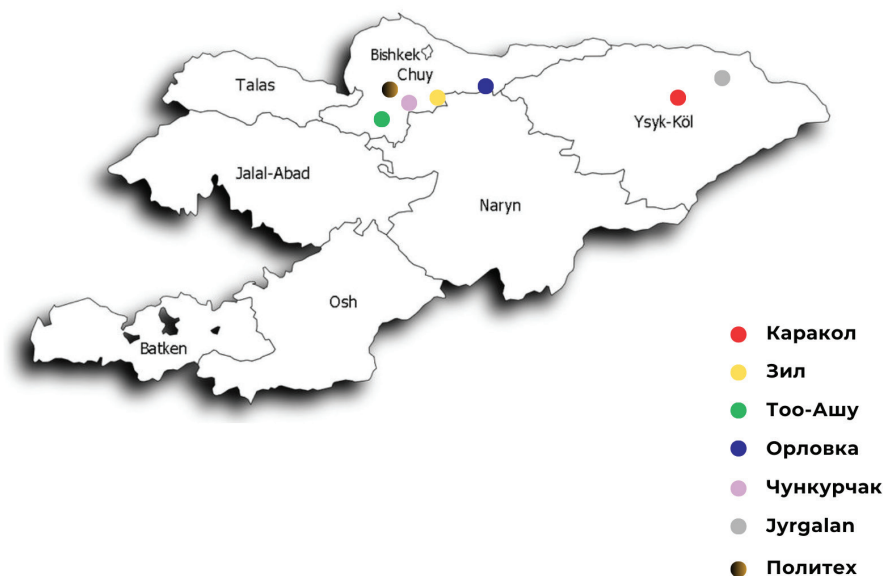 Bishkek
Chuy
Talas
Ysyk-Köl
Jalal-Abad
Naryn
Osh
Batken
Каракол
Зил
Тоо-Ашу
Орловка
Чункурчак
Jyrgalan
Политех